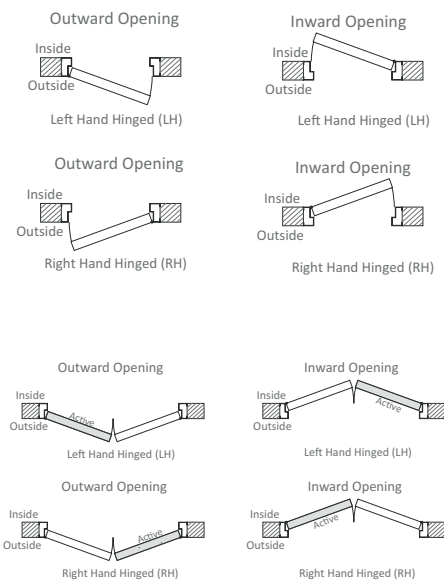 Outward Opening
Inside
Outside
Left Hand Hinged (LH)
Inward Opening
Inside
Outside
Left Hand Hinged (LH)
Outward Opening
Inside
Outside
Right Hand Hinged (RH)
Inward Opening
Inside
Outside
Right Hand Hinged (RH)
Outward Opening
Inside
Active
Outside
Left Hand Hinged (LH)
Inward Opening
Inside
Active
Outside
Left Hand Hinged (LH)
Outward Opening
Inside
Active
Outside
Right Hand Hinged (RH)
Inward Opening
Inside
Active
Outside
Right Hand Hinged (RH)